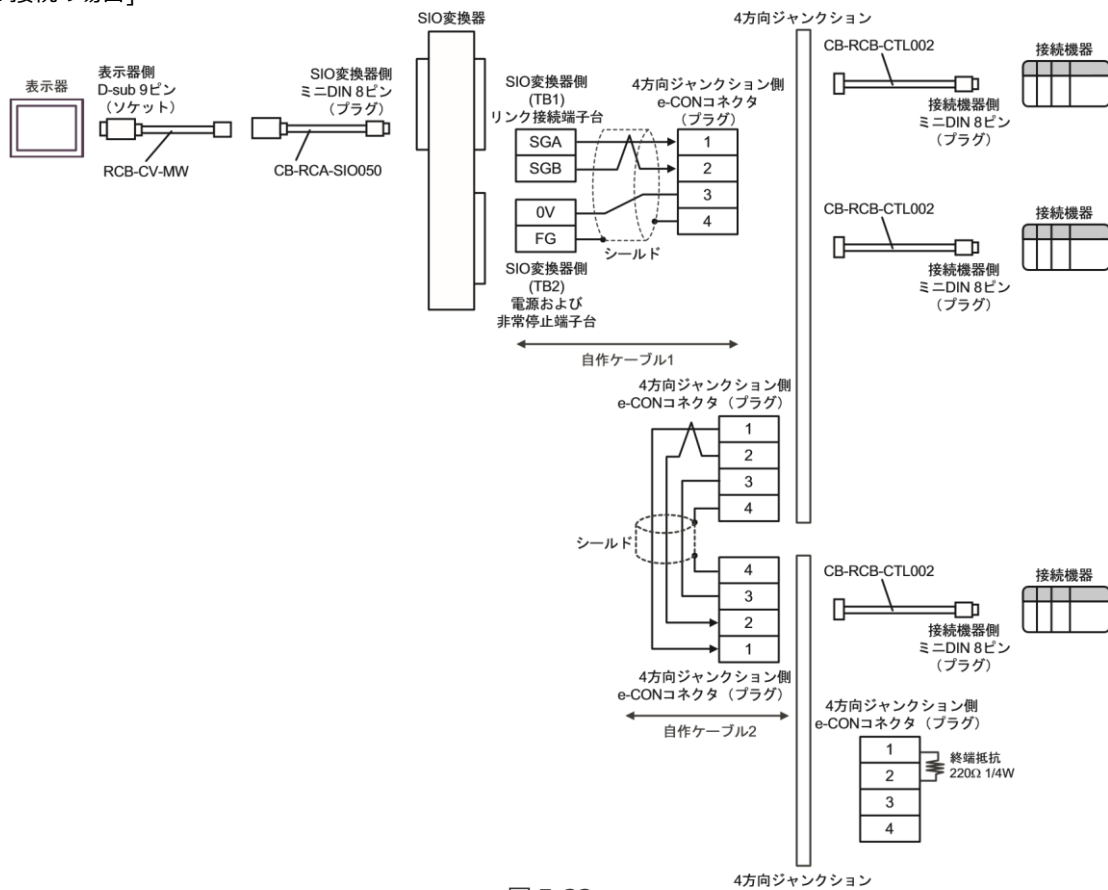 SIO変換器
4方向ジャンクション
表示器
表示器側
D-sub 9ピン
（ソケット）
RCB-CV-MW
SIO変換器側
ミニDIN 8ピン
（プラグ）
CB-RCA-SIO050
SIO変換器側
(TB1)
リンク接続端子台
SGA
SGB
0V
FG
SIO変換器側
(TB2)
電源および
非常停止端子台
4方向ジャンクション側
e-CONコネクタ
（プラグ）
1
2
3
4
シールド
自作ケーブル1
CB-RCB-CTL002
接続機器側
ミニDIN 8ピン
（プラグ）
接続機器
CB-RCB-CTL002
接続機器側
ミニDIN 8ピン
（プラグ）
接続機器
4方向ジャンクション側
e-CONコネクタ（プラグ）
1
2
3
4
シールド
4
3
2
1
4方向ジャンクション側
e-CONコネクタ（プラグ）
自作ケーブル2
CB-RCB-CTL002
接続機器側
ミニDIN 8ピン
（プラグ）
接続機器
4方向ジャンクション側
e-CONコネクタ（プラグ）
1
2
3
4
終端抵抗
220Ω 1/4W
4方向ジャンクション